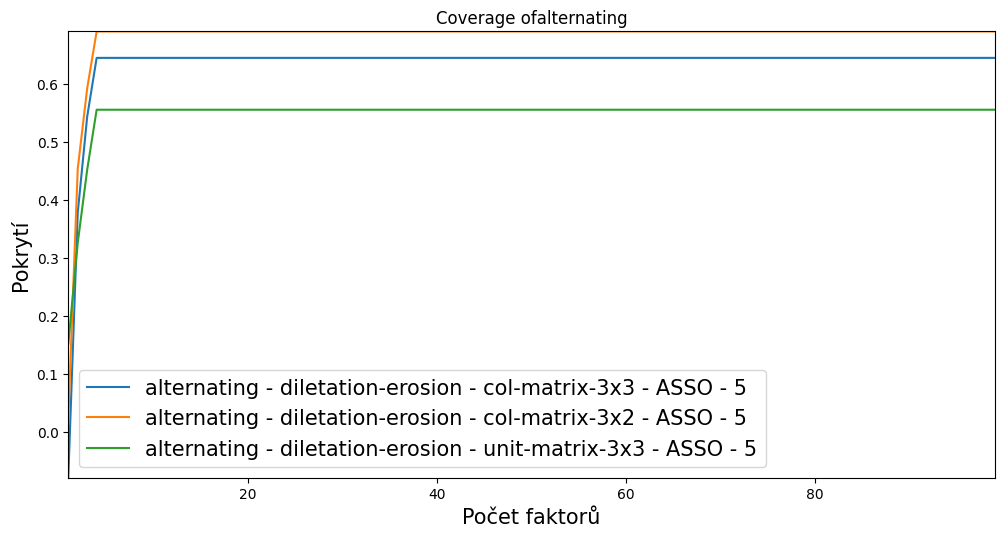 Coverage ofalternating
Pokrytí
0.6
0.5
0.4
0.3
0.2
0.1
0.0
alternating - diletation-erosion - col-matrix-3x3 - ASSO - 5
alternating - diletation-erosion - col-matrix-3x2 - ASSO - 5
alternating - diletation-erosion - unit-matrix-3x3 - ASSO - 5
20 40 60 80
Počet faktorů